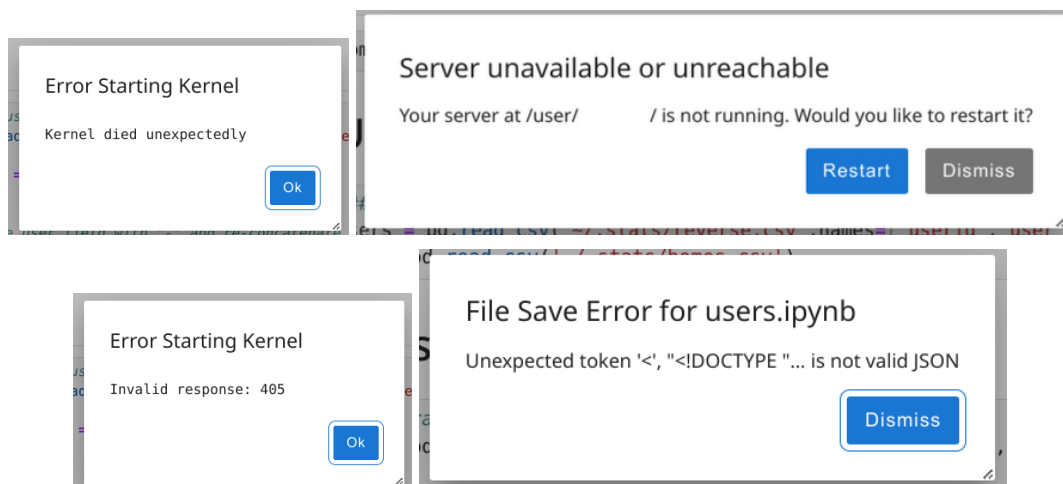 Error Starting Kernel
Kernel died unexpectedly
Ok
Server unavailable or unreachable
Your server at /user/ / is not running. Would you like to restart it?
Restart
Dismiss
Error Starting Kernel
Invalid response: 405
Ok
File Save Error for users.ipynb
Unexpected token '<', "<!DOCTYPE "... is not valid JSON
Dismiss